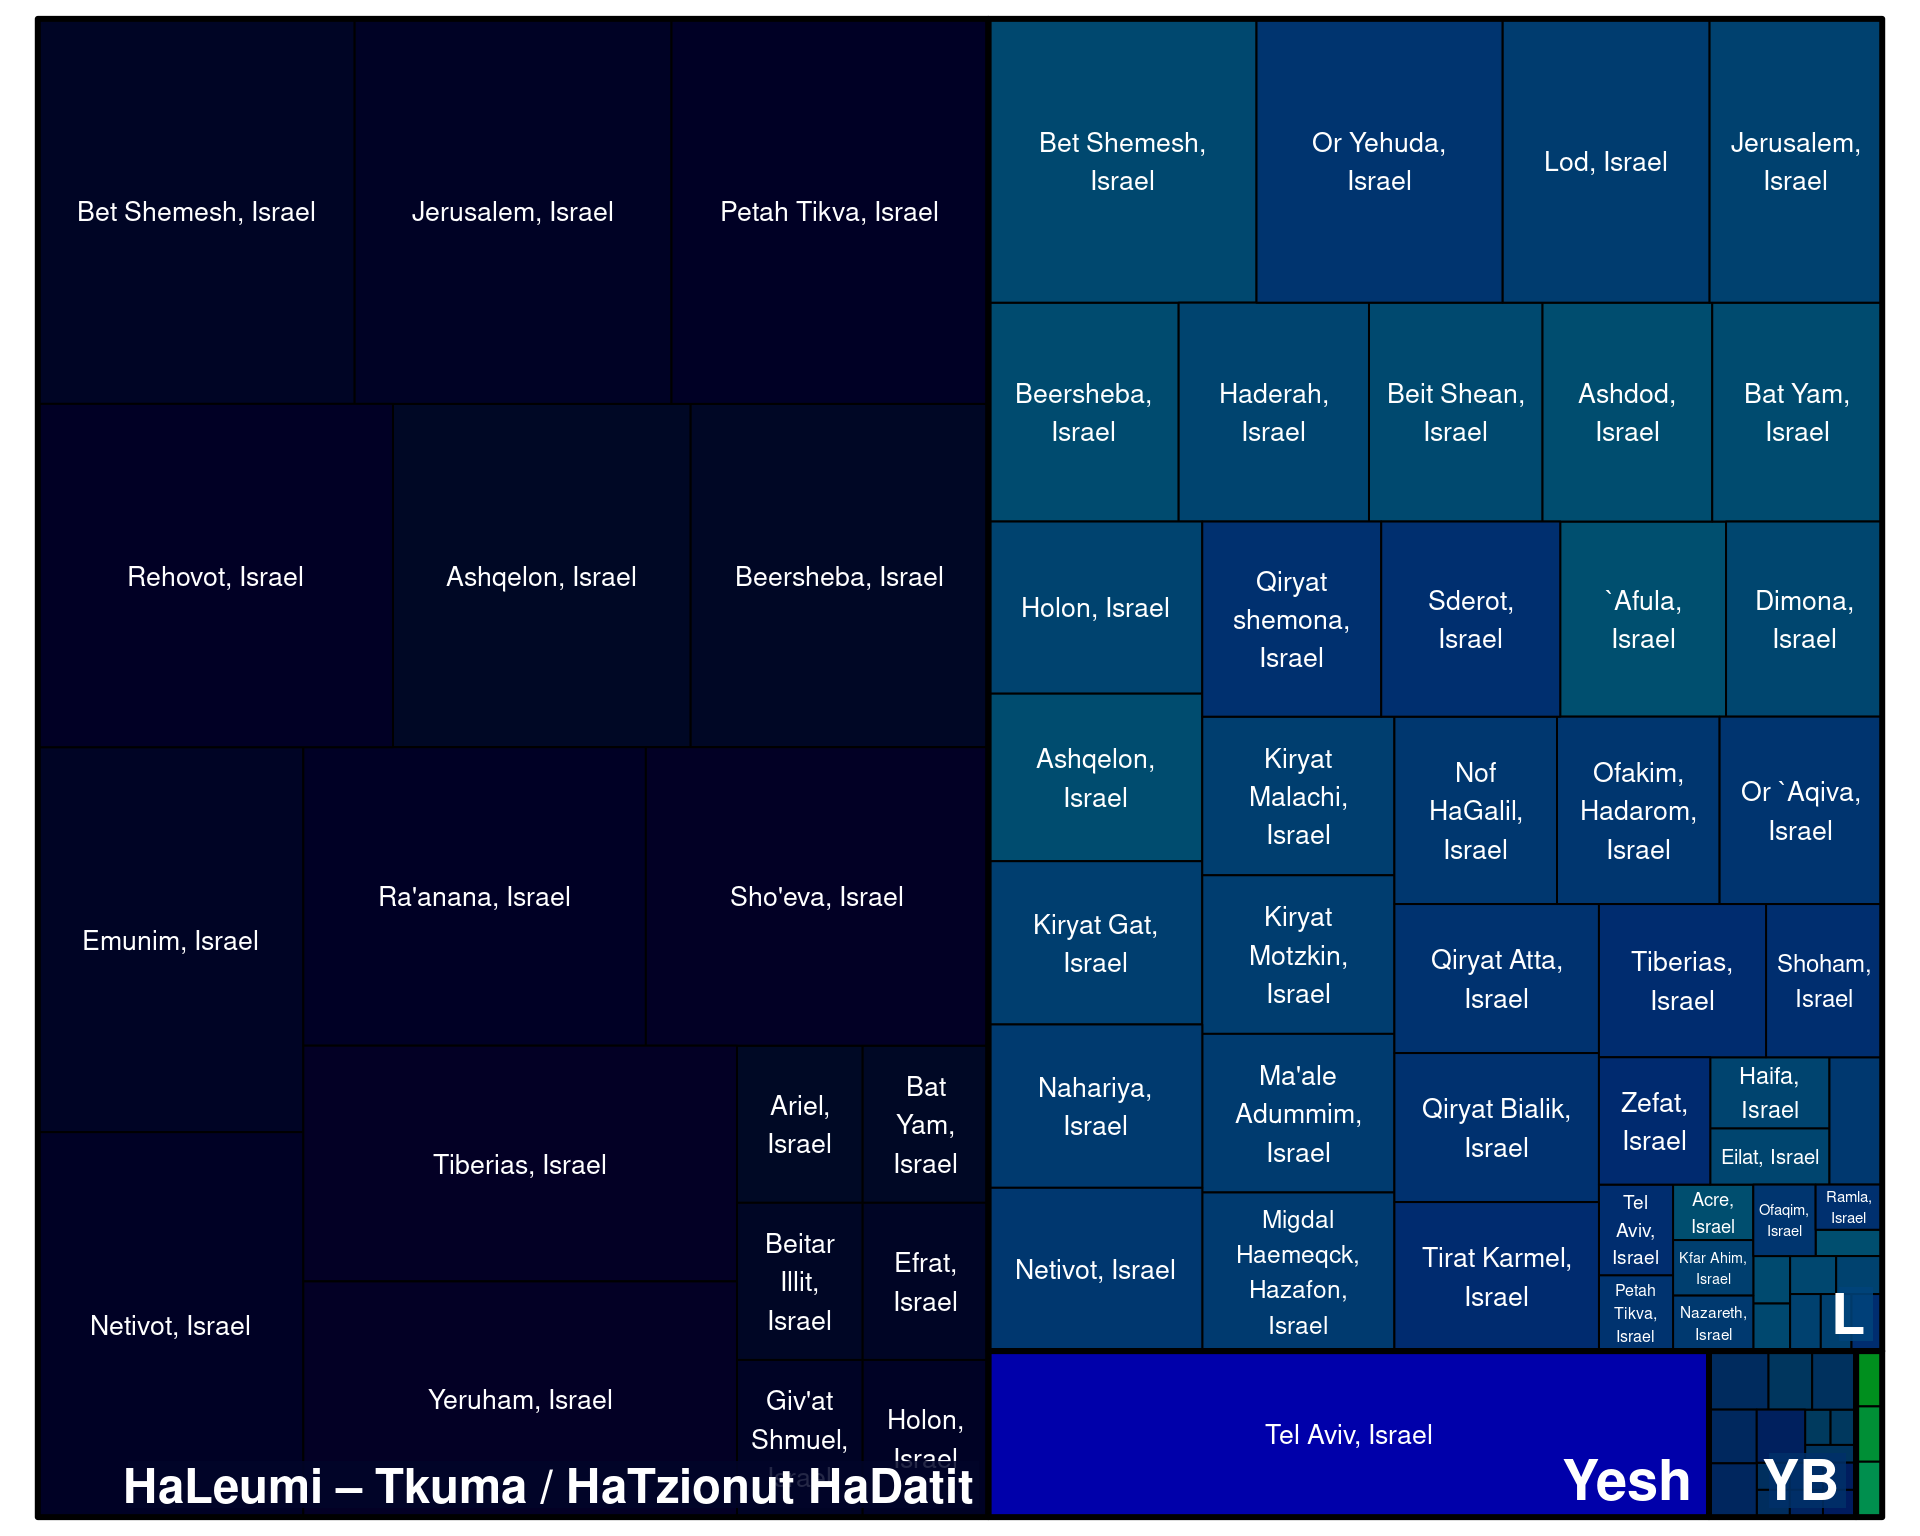 Bet Shemesh, Israel
Jerusalem, Israel
Petah Tikva, Israel
Rehovot, Israel
Ashqelon, Israel
Beersheba, Israel
Emunim, Israel
Ra'anana, Israel
Sho'eva, Israel
Netivot, Israel
Tiberias, Israel
Yeruham, Israel
Ariel,
Israel
Bat
Yam,
Israel
Beitar
Illit,
Israel
Efrat,
Israel
Giv'at
Shmuel,
Israel
Holon,
Israel
HaLeumi – Tkuma / HaTzionut HaDatit
Bet Shemesh,
Israel
Or Yehuda,
Israel
Lod, Israel
Jerusalem,
Israel
Beersheba,
Israel
Haderah,
Israel
Beit Shean,
Israel
Ashdod,
Israel
Bat Yam,
Israel
Holon, Israel
Qiryat
shemona,
Israel
Sderot,
Israel
`Afula,
Israel
Dimona,
Israel
Ashqelon,
Israel
Kiryat
Malachi,
Israel
Nof
HaGalil,
Israel
Ofakim,
Hadarom,
Israel
Or `Aqiva,
Israel
Kiryat Gat,
Israel
Kiryat
Motzkin,
Israel
Qiryat Atta,
Israel
Tiberias,
Israel
Shoham,
Israel
Nahariya,
Israel
Ma'ale
Adummim,
Israel
Qiryat Bialik,
Israel
Zefat,
Israel
Haifa,
Israel
Eilat, Israel
Netivot, Israel
Migdal
Haemeqck,
Hazafon,
Israel
Tirat Karmel,
Israel
Tel
Aviv,
Israel
Acre,
Israel
Ofaqim,
Israel
Ramla,
Israel
Kfar Ahim,
Israel
Petah
Tikva,
Israel
Nazareth,
Israel
L
Tel Aviv, Israel
Yesh
YB